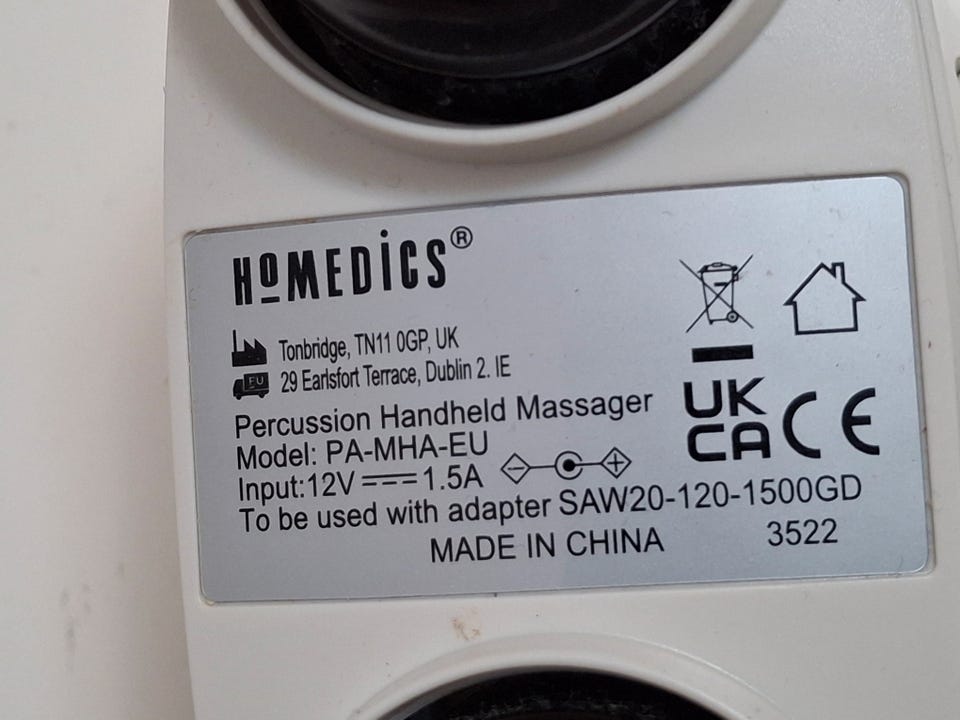 HoMEDiCS®
Tonbridge, TN11 0GP, UK
EU
29 Earlsfort Terrace, Dublin 2. IE
Percussion Handheld Massager
Model: PA-MHA-EU
Input:12V ⎓ 1.5A
To be used with adapter SAW20-120-1500GD
MADE IN CHINA
3522
UK
CA
CE